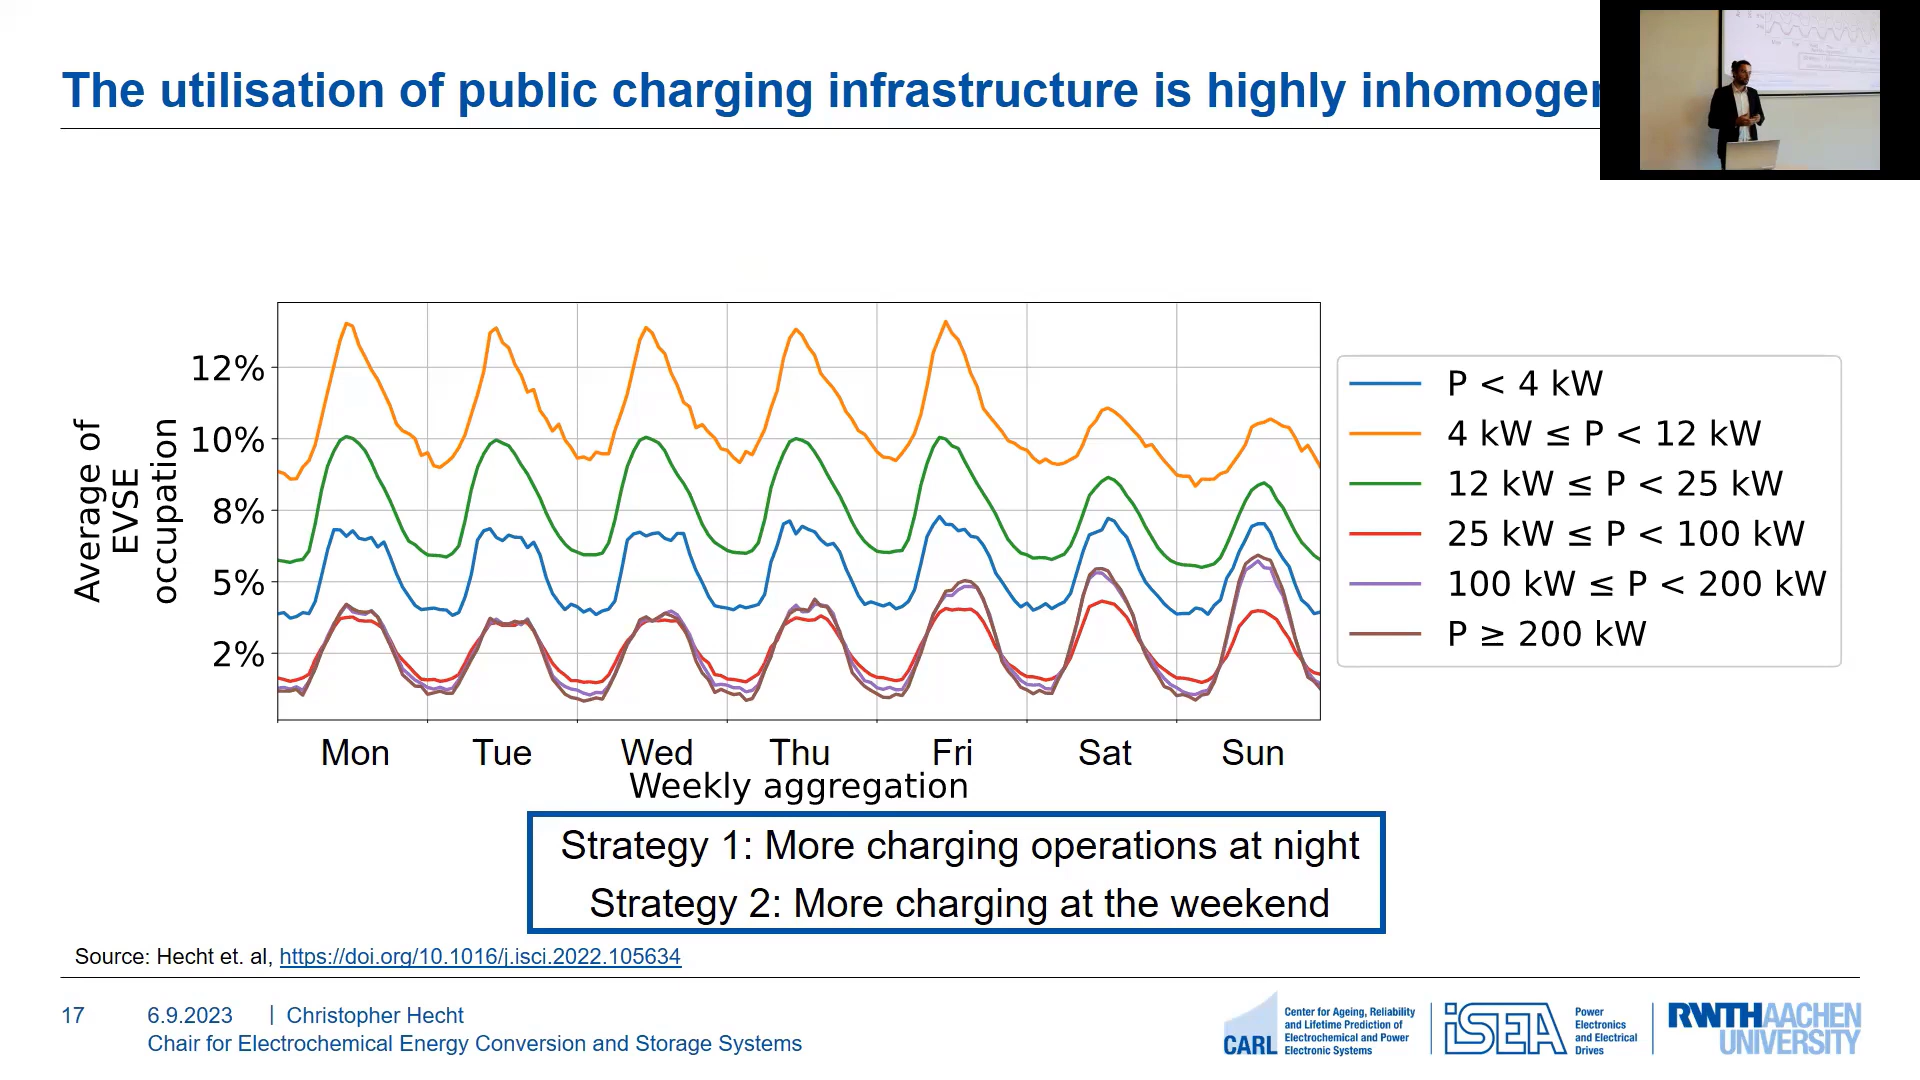 The utilisation of public charging infrastructure is highly
12%
10%
8%
5%
2%
Average of
EVSE
occupation
Mon Tue Wed Thu Fri Sat Sun
Weekly aggregation
P < 4 kW
4 kW ≤ P < 12 kW
12 kW ≤ P < 25 kW
25 kW ≤ P < 100 kW
100 kW ≤ P < 200 kW
P ≥ 200 kW
Strategy 1: More charging operations at night
Strategy 2: More charging at the weekend
Source: Hecht et. al, https://doi.org/10.1016/j.isci.2022.105634
17 6.9.2023 | Christopher Hecht
Chair for Electrochemical Energy Conversion and Storage Systems
CARL
Center for Ageing, Reliability
and Lifetime Prediction of
Electrochemical and Power
Electronic Systems
iSEA
Power
Electronics
and Electrical
Drives
RWTHAACHEN
UNIVERSITY